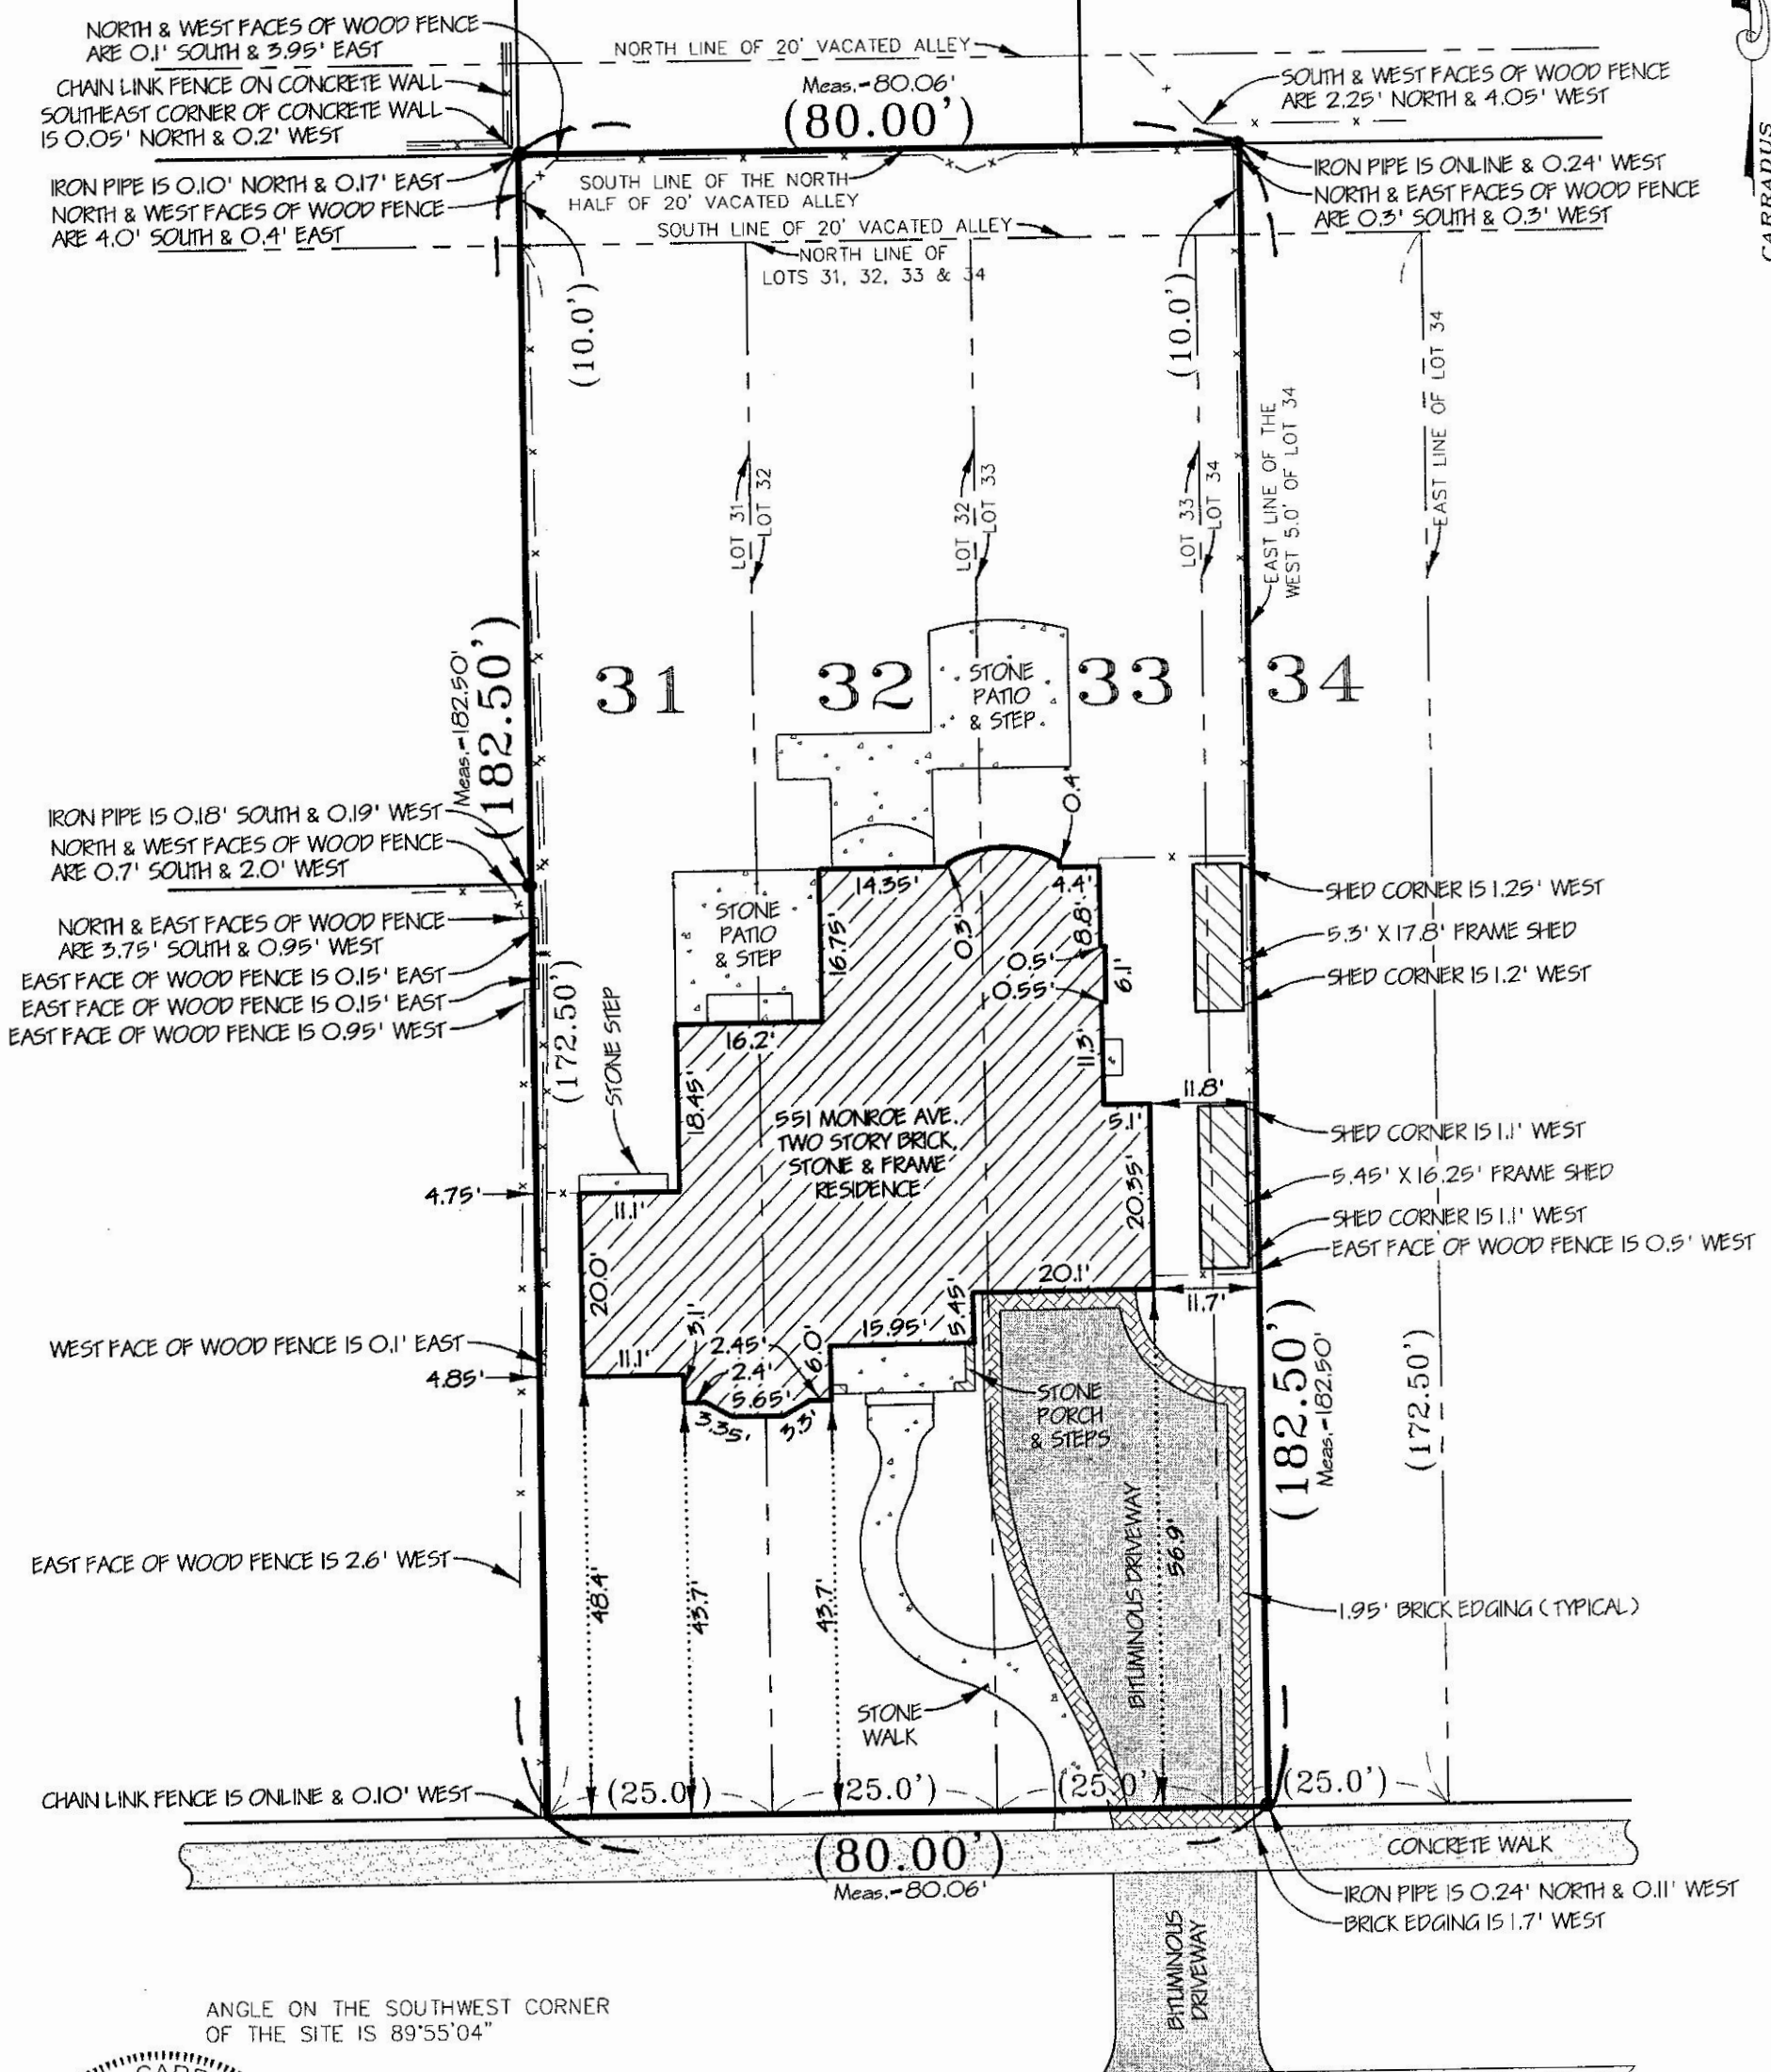 NORTH & WEST FACES OF WOOD FENCE
ARE 0.1' SOUTH & 3.95' EAST
CHAIN LINK FENCE ON CONCRETE WALL
SOUTHEAST CORNER OF CONCRETE WALL
IS 0.05' NORTH & 0.2' WEST
IRON PIPE IS 0.10' NORTH & 0.17' EAST
NORTH & WEST FACES OF WOOD FENCE
ARE 4.0' SOUTH & 0.4' EAST
NORTH LINE OF 20' VACATED ALLEY
Meas.-80.06'
(80.00')
SOUTH & WEST FACES OF WOOD FENCE
ARE 2.25' NORTH & 4.05' WEST
IRON PIPE IS ONLINE & 0.24' WEST
NORTH & EAST FACES OF WOOD FENCE
ARE 0.3' SOUTH & 0.3' WEST
CARRADUS
SOUTH LINE OF THE NORTH
HALF OF 20' VACATED ALLEY
SOUTH LINE OF 20' VACATED ALLEY
NORTH LINE OF
LOTS 31, 32, 33 & 34
(10.0')
(10.0')
LOT 31
LOT 32
LOT 32
LOT 33
LOT 33
LOT 34
EAST LINE OF THE
WEST 5.0' OF LOT 34
EAST LINE OF LOT 34
Meas.-182.50'
(182.50')
31
32
33
34
STONE
PATIO
& STEP
IRON PIPE IS 0.18' SOUTH & 0.19' WEST
NORTH & WEST FACES OF WOOD FENCE
ARE 0.7' SOUTH & 2.0' WEST
NORTH & EAST FACES OF WOOD FENCE
ARE 3.75' SOUTH & 0.95' WEST
EAST FACE OF WOOD FENCE IS 0.15' EAST
EAST FACE OF WOOD FENCE IS 0.15' EAST
EAST FACE OF WOOD FENCE IS 0.95' WEST
(172.50')
STONE STEP
STONE
PATIO
& STEP
14.35'
0.3'
0.4'
4.4'
8.8'
16.75'
0.5'
0.55'
6.1'
11.3'
16.2'
18.45'
SHED CORNER IS 1.25' WEST
5.3' X 17.8' FRAME SHED
SHED CORNER IS 1.2' WEST
551 MONROE AVE.
TWO STORY BRICK,
STONE & FRAME
RESIDENCE
5.1'
11.8'
20.35'
SHED CORNER IS 1.1' WEST
5.45' X 16.25' FRAME SHED
SHED CORNER IS 1.1' WEST
EAST FACE OF WOOD FENCE IS 0.5' WEST
4.75'
11.1'
20.0'
20.1'
11.7'
5.45'
15.95'
6.0'
3.1'
2.45'
2.4'
5.65'
3.35'
3.3'
11.1'
WEST FACE OF WOOD FENCE IS 0.1' EAST
4.85'
STONE
PORCH
& STEPS
(182.50')
Meas.-182.50'
(172.50')
EAST FACE OF WOOD FENCE IS 2.6' WEST
48.4'
43.7'
43.7'
BITUMINOUS DRIVEWAY
56.9'
1.95' BRICK EDGING (TYPICAL)
STONE
WALK
CHAIN LINK FENCE IS ONLINE & 0.10' WEST
(25.0')
(25.0')
(25.0')
(25.0')
(80.00')
Meas.-80.06'
CONCRETE WALK
IRON PIPE IS 0.24' NORTH & 0.11' WEST
BRICK EDGING IS 1.7' WEST
BITUMINOUS
DRIVEWAY
ANGLE ON THE SOUTHWEST CORNER
OF THE SITE IS 89°55'04"